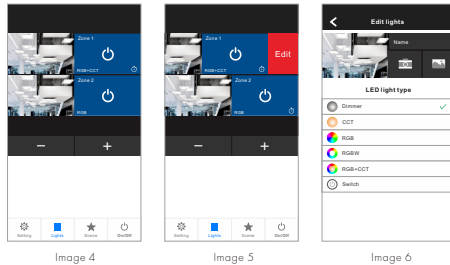 Zone 1
RGB+CCT
Zone 2
RGB
− +
Setting Lights Scene On/Off
Image 4
Zone 1
Edit
RGB+CCT
Zone 2
RGB
− +
Setting Lights Scene On/Off
Image 5
Edit lights
Name
LED light type
Dimmer
CCT
RGB
RGBW
RGB+CCT
Switch
Image 6